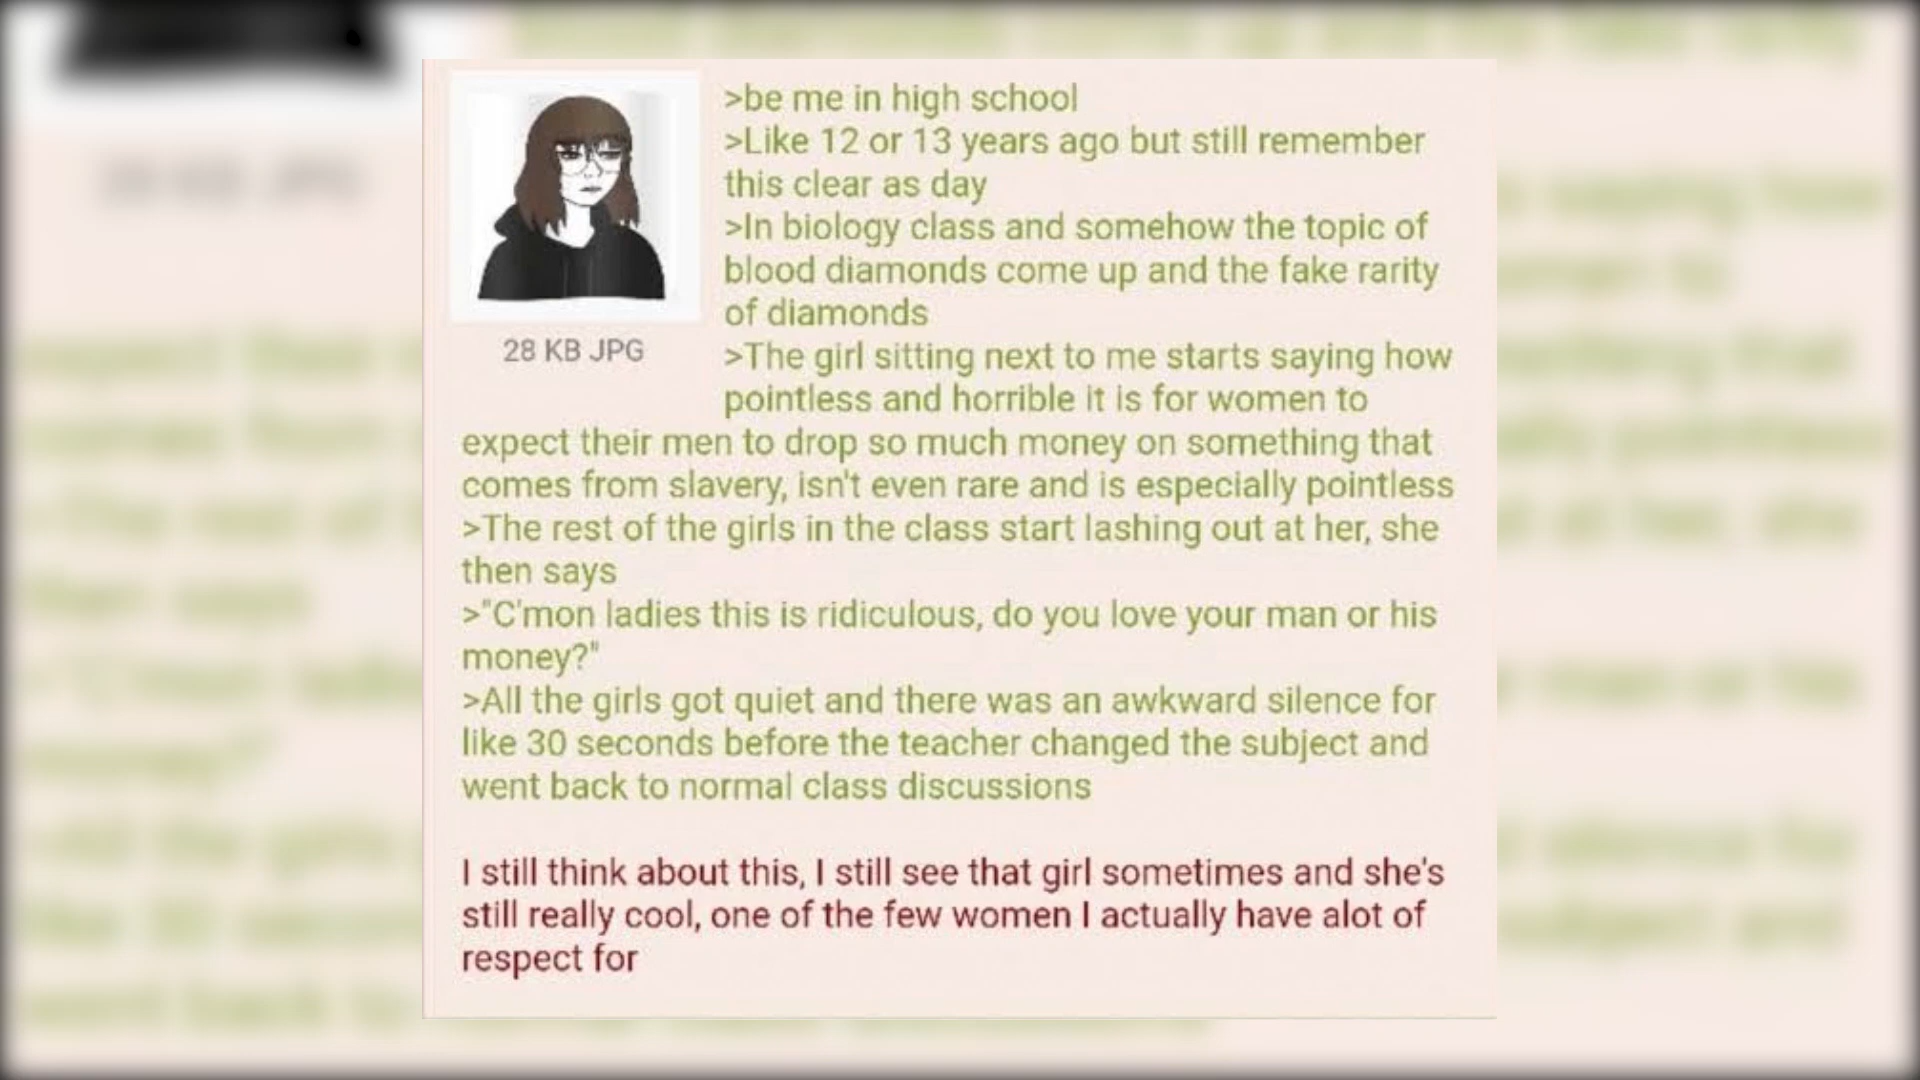 >be me in high school
>Like 12 or 13 years ago but still remember
this clear as day
>In biology class and somehow the topic of
blood diamonds come up and the fake rarity
of diamonds
28 KB JPG
>The girl sitting next to me starts saying how
pointless and horrible it is for women to
expect their men to drop so much money on something that
comes from slavery, isn't even rare and is especially pointless
>The rest of the girls in the class start lashing out at her, she
then says
>"C'mon ladies this is ridiculous, do you love your man or his
money?"
>All the girls got quiet and there was an awkward silence for
like 30 seconds before the teacher changed the subject and
went back to normal class discussions
I still think about this, I still see that girl sometimes and she's
still really cool, one of the few women I actually have alot of
respect for